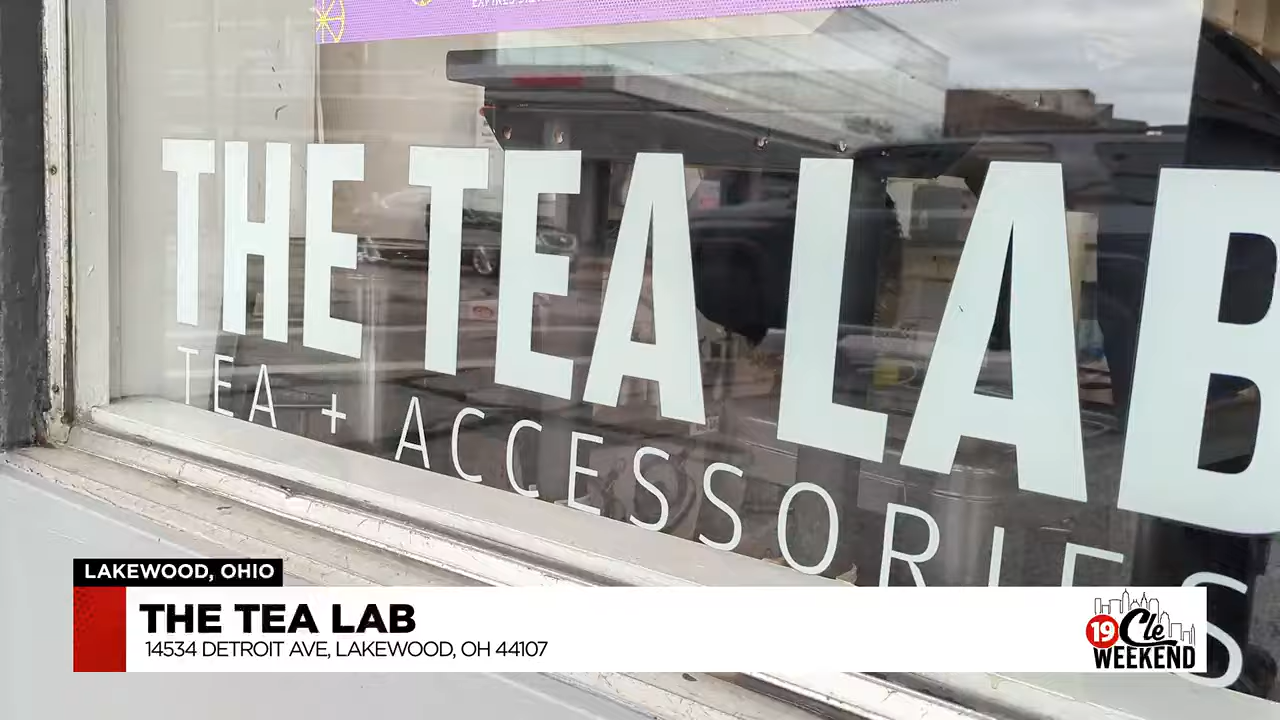 THE TEA LAB
TEA + ACCESSORIES
LAKEWOOD, OHIO
THE TEA LAB
14534 DETROIT AVE, LAKEWOOD, OH 44107
19 Cle
WEEKEND